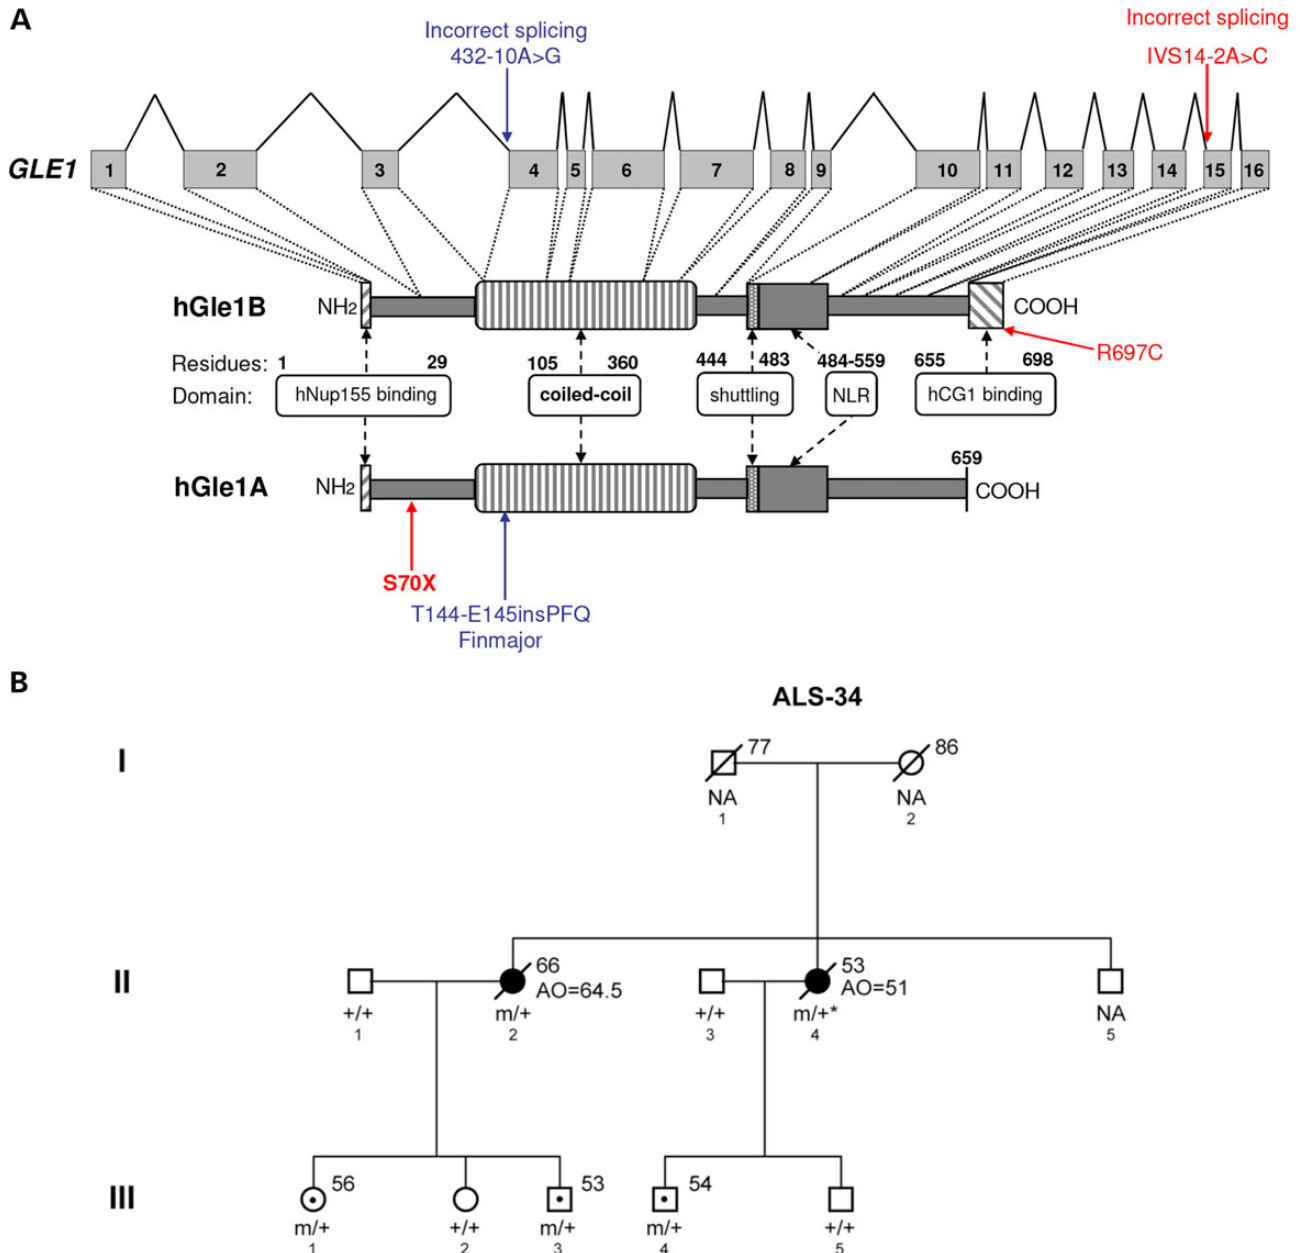 A
Incorrect splicing
432-10A>G
Incorrect splicing
IVS14-2A>C
GLE1 1 2 3 4 5 6 7 8 9 10 11 12 13 14 15 16
hGle1B NH2 COOH
R697C
Residues: 1 29 105 360 444 483 484-559 655 698
Domain: hNup155 binding coiled-coil shuttling NLR hCG1 binding
659
hGle1A NH2 COOH
S70X
T144-E145insPFQ
Finmajor
B
ALS-34
I 77 86
NA NA
1 2
II 66 53
AO=64.5 AO=51
+/+ m/+ +/+ m/+* NA
1 2 3 4 5
III 56 53 54
m/+ +/+ m/+ m/+ +/+
1 2 3 4 5